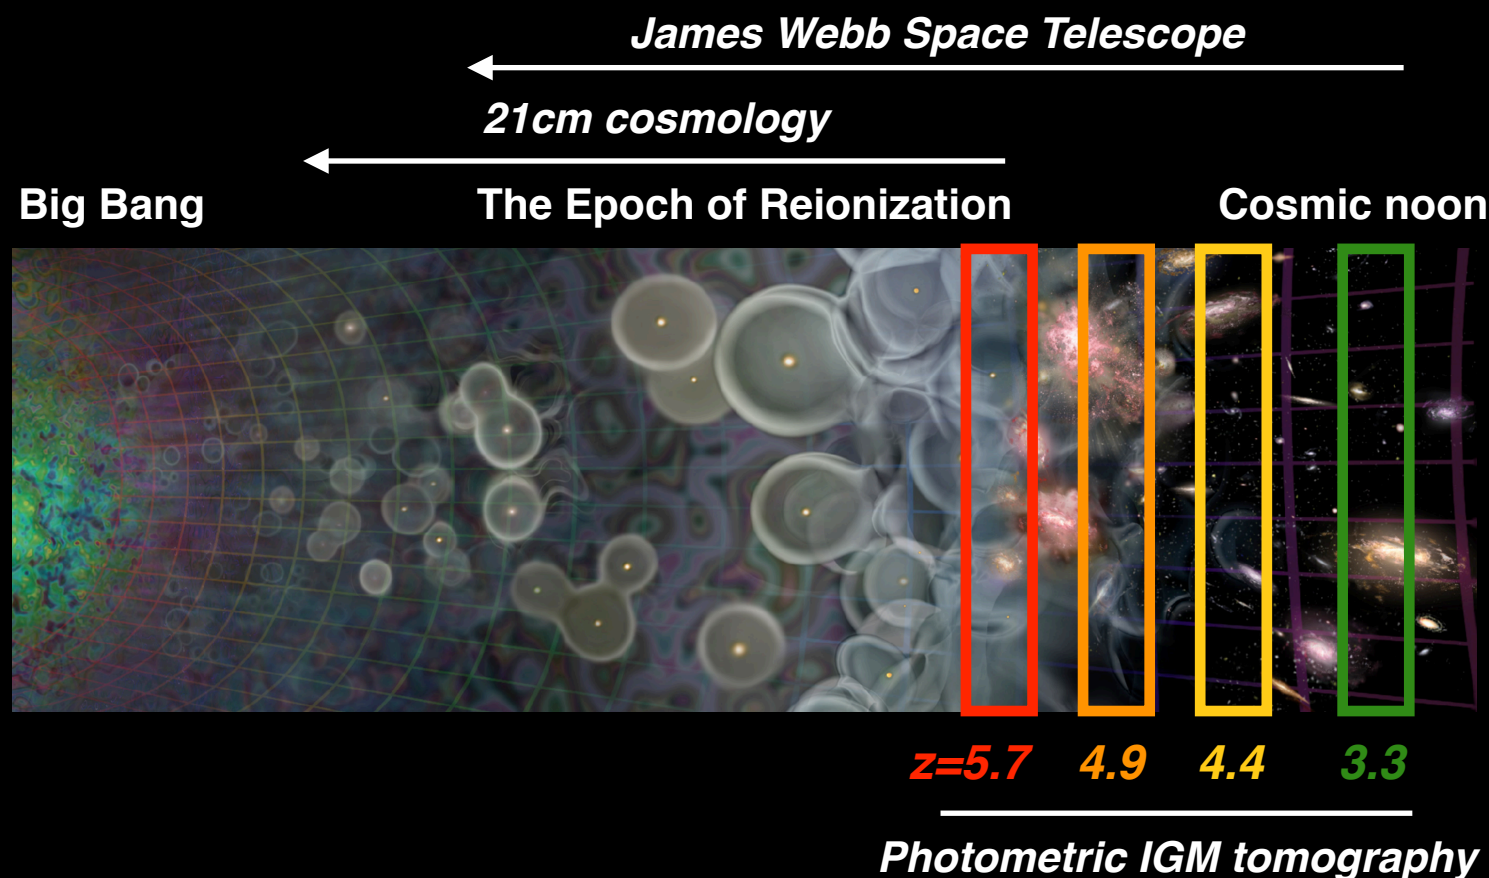 James Webb Space Telescope
21cm cosmology
Big Bang
The Epoch of Reionization
Cosmic noon
z=5.7
4.9
4.4
3.3
Photometric IGM tomography